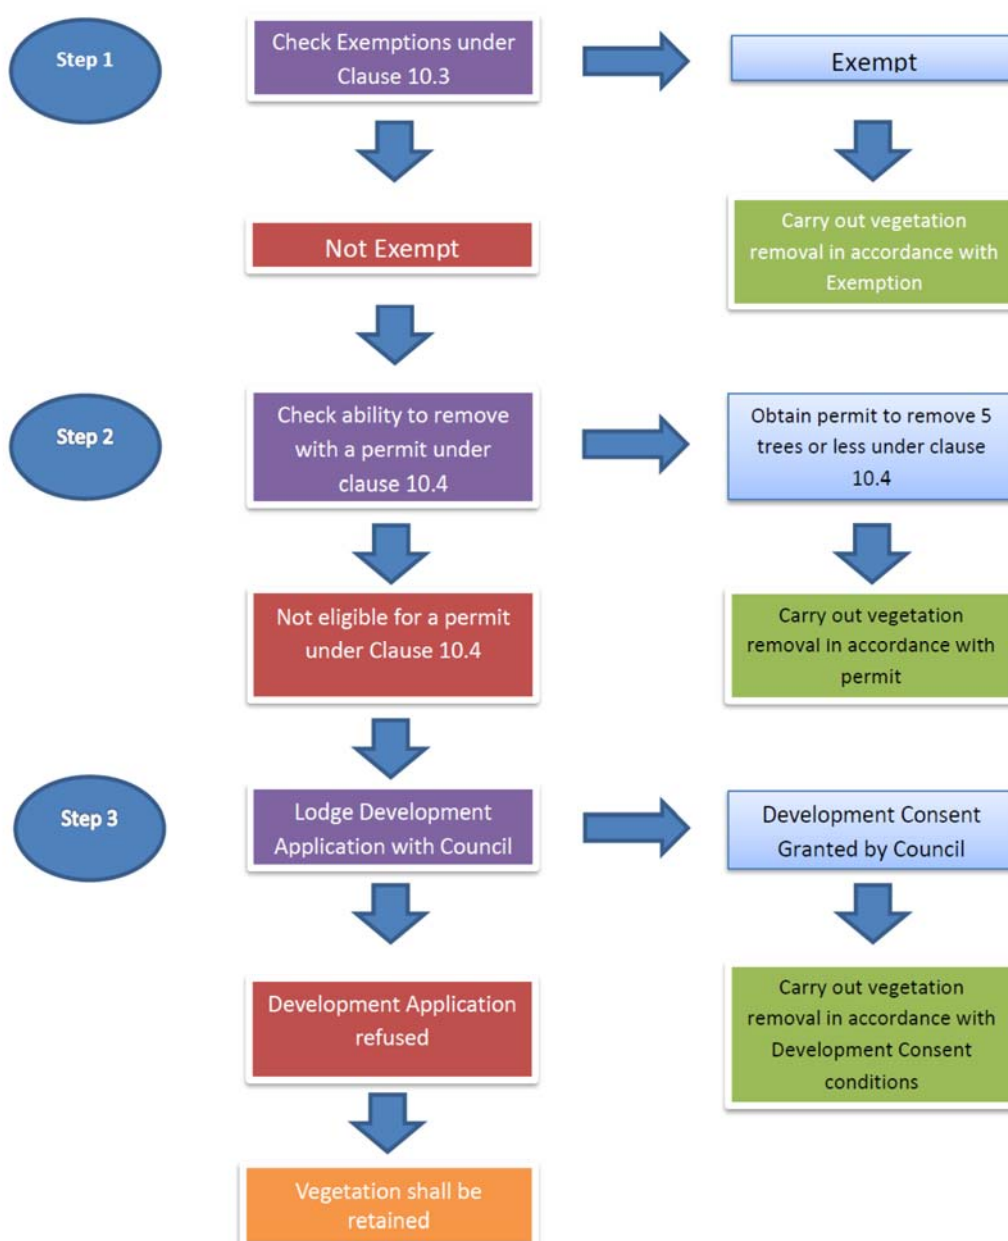 Step 1
Check Exemptions under
Clause 10.3
Exempt
Not Exempt
Carry out vegetation
removal in accordance with
Exemption
Step 2
Check ability to remove
with a permit under
clause 10.4
Obtain permit to remove 5
trees or less under clause
10.4
Not eligible for a permit
under Clause 10.4
Carry out vegetation
removal in accordance with
permit
Step 3
Lodge Development
Application with Council
Development Consent
Granted by Council
Development Application
refused
Carry out vegetation
removal in accordance with
Development Consent
conditions
Vegetation shall be
retained